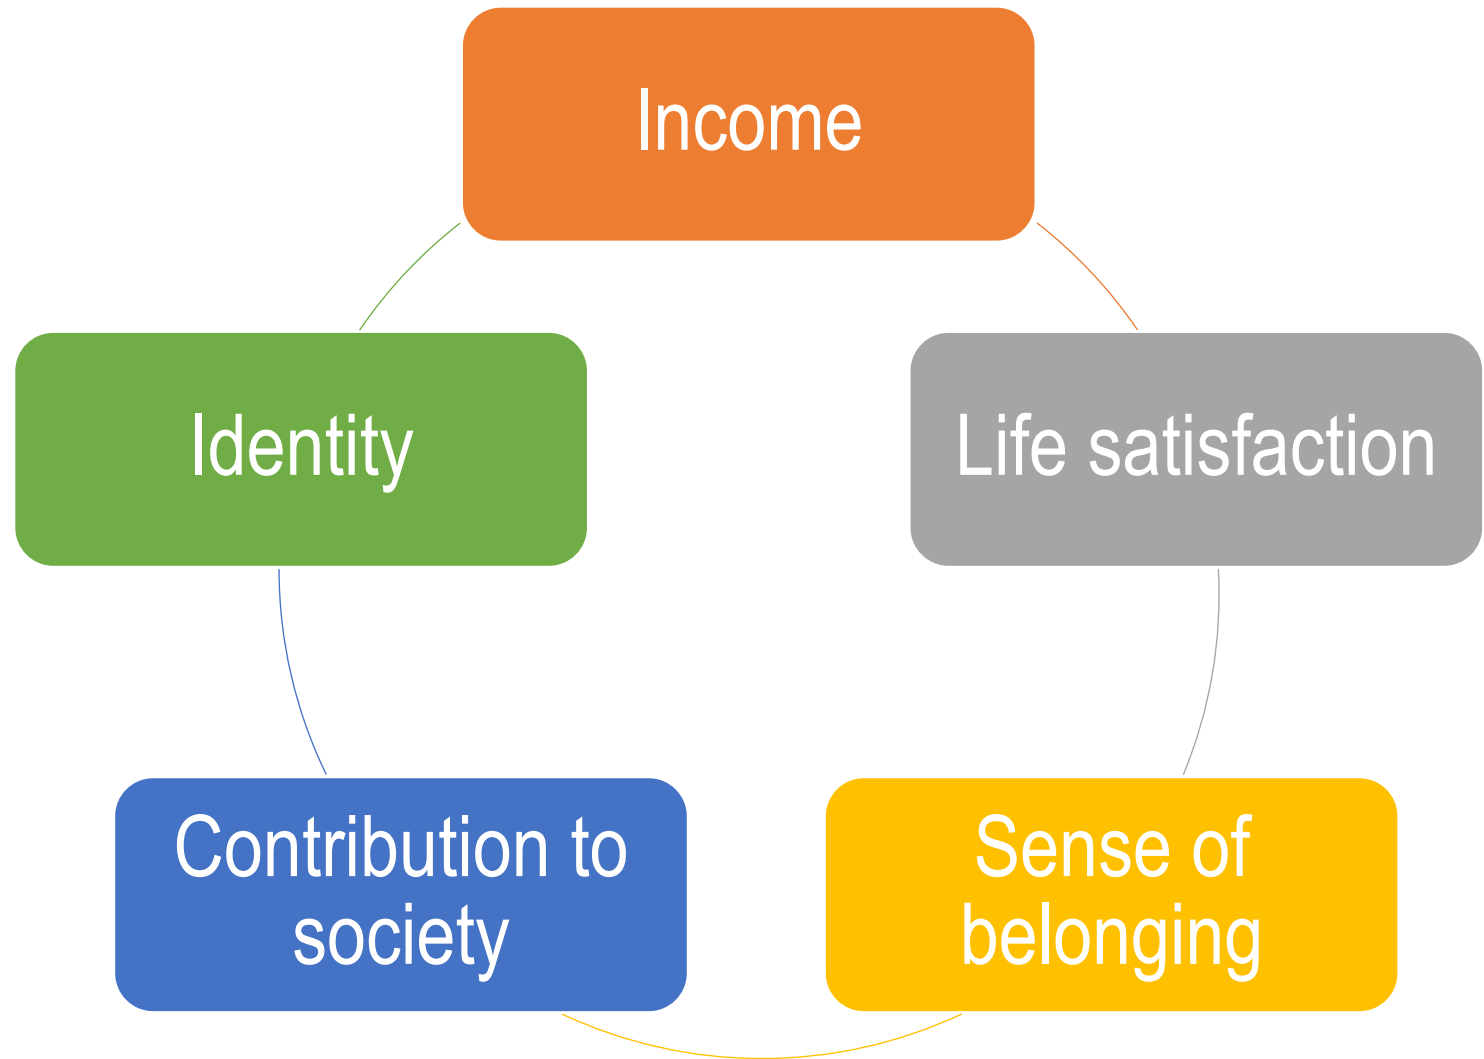 Income
Identity
Life satisfaction
Contribution to
society
Sense of
belonging